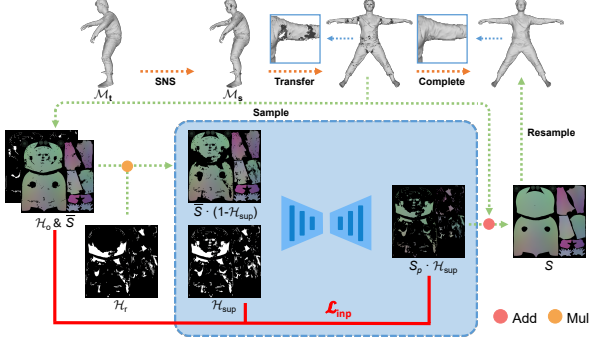 SNS
Transfer
Complete
M_t
M_s
Sample
Resample
H_o & S̅
S̅ · (1-H_sup)
H_r
H_sup
S_p · H_sup
S
L_inp
Add
Mul